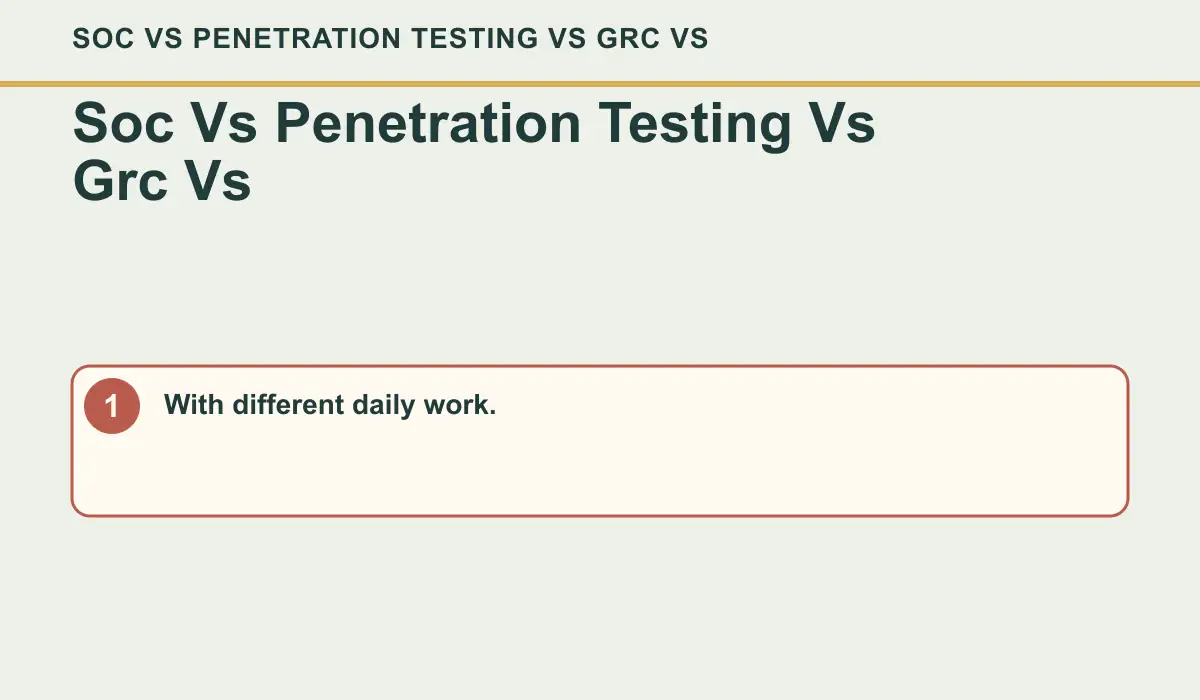 SOC VS PENETRATION TESTING VS GRC VS
Soc Vs Penetration Testing Vs
Grc Vs
1 With different daily work.